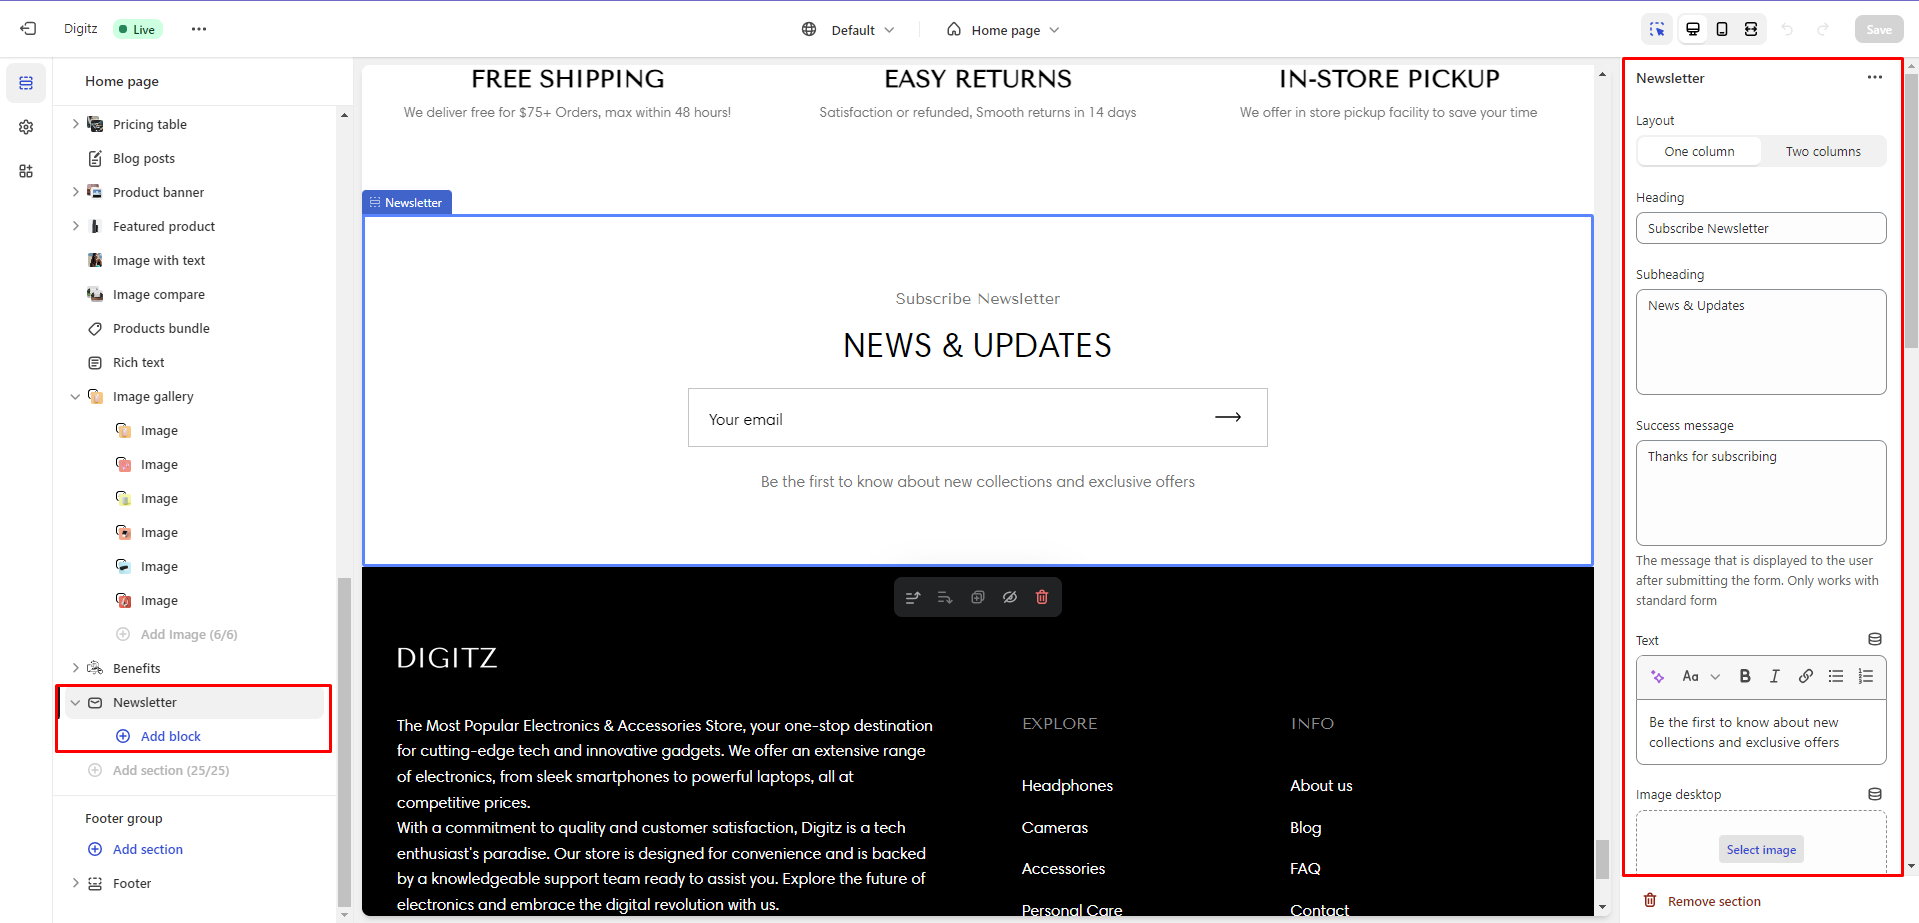 Digitz
Live
Default
Home page
Save
Home page
Pricing table
Blog posts
Product banner
Featured product
Image with text
Image compare
Products bundle
Rich text
Image gallery
Image
Image
Image
Image
Image
Image
Add Image (6/6)
Benefits
Newsletter
Add block
Add section (25/25)
Footer group
Add section
Footer
FREE SHIPPING
We deliver free for $75+ Orders, max within 48 hours!
EASY RETURNS
Satisfaction or refunded, Smooth returns in 14 days
IN-STORE PICKUP
We offer in store pickup facility to save your time
Newsletter
Subscribe Newsletter
NEWS & UPDATES
Your email
Be the first to know about new collections and exclusive offers
DIGITZ
The Most Popular Electronics & Accessories Store, your one-stop destination
for cutting-edge tech and innovative gadgets. We offer an extensive range
of electronics, from sleek smartphones to powerful laptops, all at
competitive prices.
With a commitment to quality and customer satisfaction, Digitz is a tech
enthusiast's paradise. Our store is designed for convenience and is backed
by a knowledgeable support team ready to assist you. Explore the future of
electronics and embrace the digital revolution with us.
EXPLORE
Headphones
Cameras
Accessories
Personal Care
INFO
About us
Blog
FAQ
Contact
Newsletter
Layout
One column
Two columns
Heading
Subscribe Newsletter
Subheading
News & Updates
Success message
Thanks for subscribing
The message that is displayed to the user
after submitting the form. Only works with
standard form
Text
Aa
B
I
Be the first to know about new
collections and exclusive offers
Image desktop
Select image
Remove section